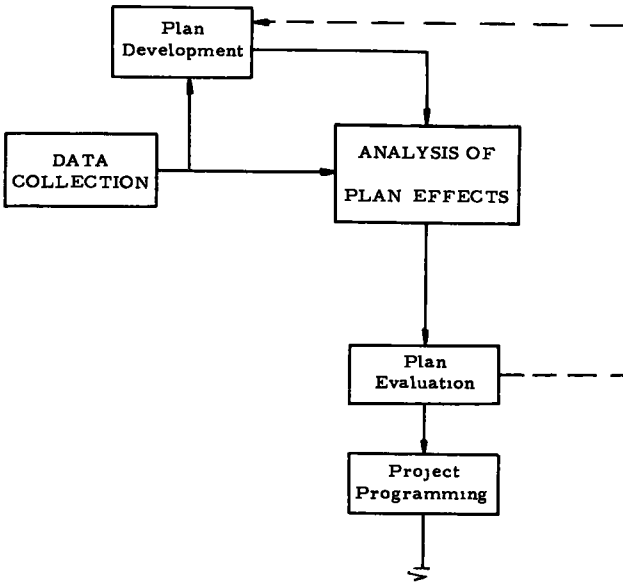 Plan
Development
DATA
COLLECTION
ANALYSIS OF
PLAN EFFECTS
Plan
Evaluation
Project
Programming